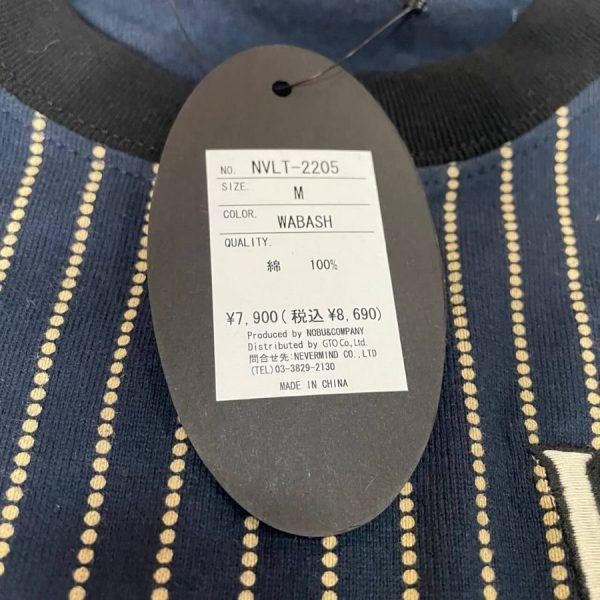 NO. NVLT-2205
SIZE. M
COLOR. WABASH
QUALITY.
綿 100%
¥7,900(税込¥8,690)
Produced by NOBU&COMPANY
Distributed by GTO Co,Ltd.
問合せ先:NEVERMIND CO.,LTD
(TEL)03-3829-2130
MADE IN CHINA